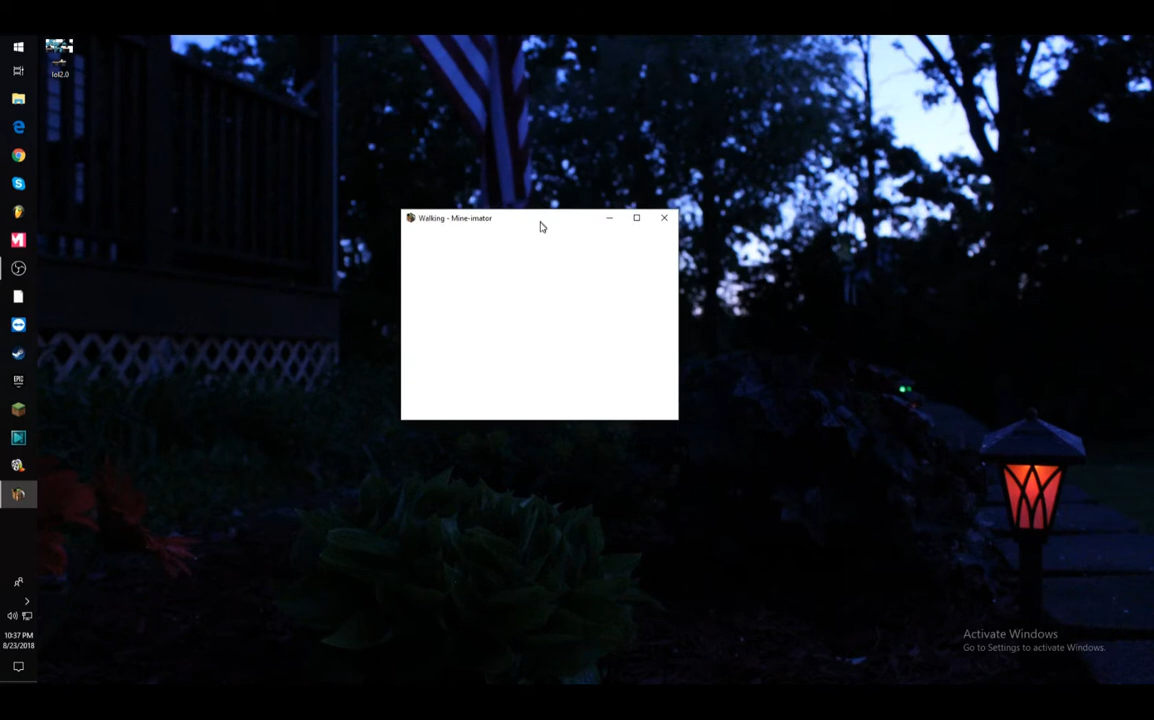 lol2.0
Walking - Mine-imator
EPIC
10:37 PM
8/23/2018
Activate Windows
Go to Settings to activate Windows.